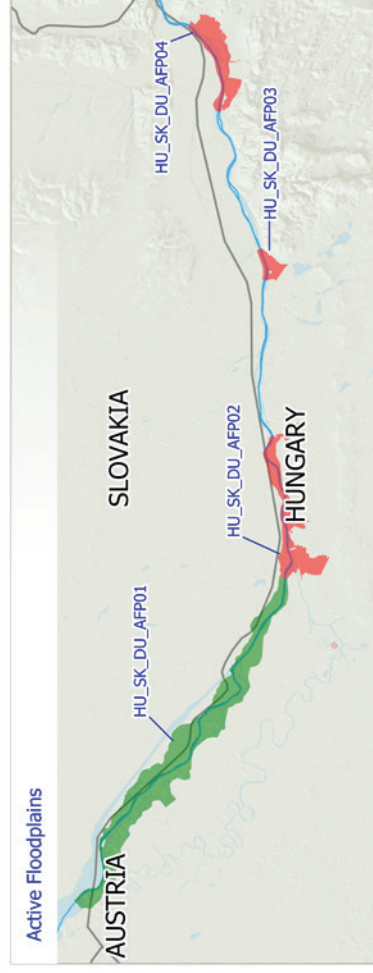 Active Floodplains
AUSTRIA
HU_SK_DU_AFP01
SLOVAKIA
HU_SK_DU_AFP02
HUNGARY
HU_SK_DU_AFP04
HU_SK_DU_AFP03